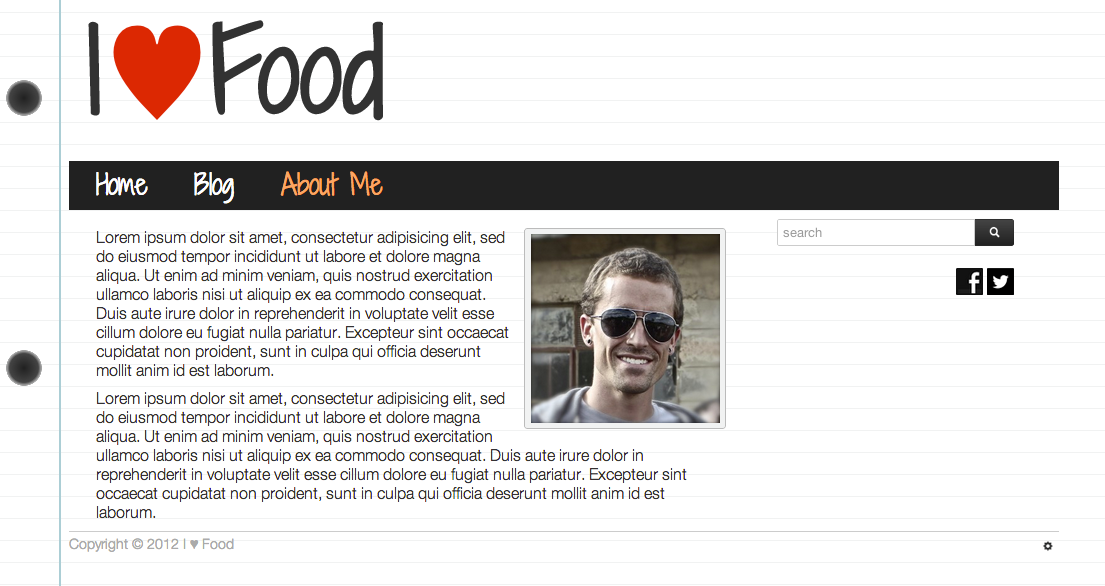 I ♥ Food
Home Blog About Me
search
Lorem ipsum dolor sit amet, consectetur adipisicing elit, sed
do eiusmod tempor incididunt ut labore et dolore magna
aliqua. Ut enim ad minim veniam, quis nostrud exercitation
ullamco laboris nisi ut aliquip ex ea commodo consequat.
Duis aute irure dolor in reprehenderit in voluptate velit esse
cillum dolore eu fugiat nulla pariatur. Excepteur sint occaecat
cupidatat non proident, sunt in culpa qui officia deserunt
mollit anim id est laborum.
Lorem ipsum dolor sit amet, consectetur adipisicing elit, sed
do eiusmod tempor incididunt ut labore et dolore magna
aliqua. Ut enim ad minim veniam, quis nostrud exercitation
ullamco laboris nisi ut aliquip ex ea commodo consequat. Duis aute irure dolor in
reprehenderit in voluptate velit esse cillum dolore eu fugiat nulla pariatur. Excepteur sint
occaecat cupidatat non proident, sunt in culpa qui officia deserunt mollit anim id est
laborum.
Copyright © 2012 I ♥ Food